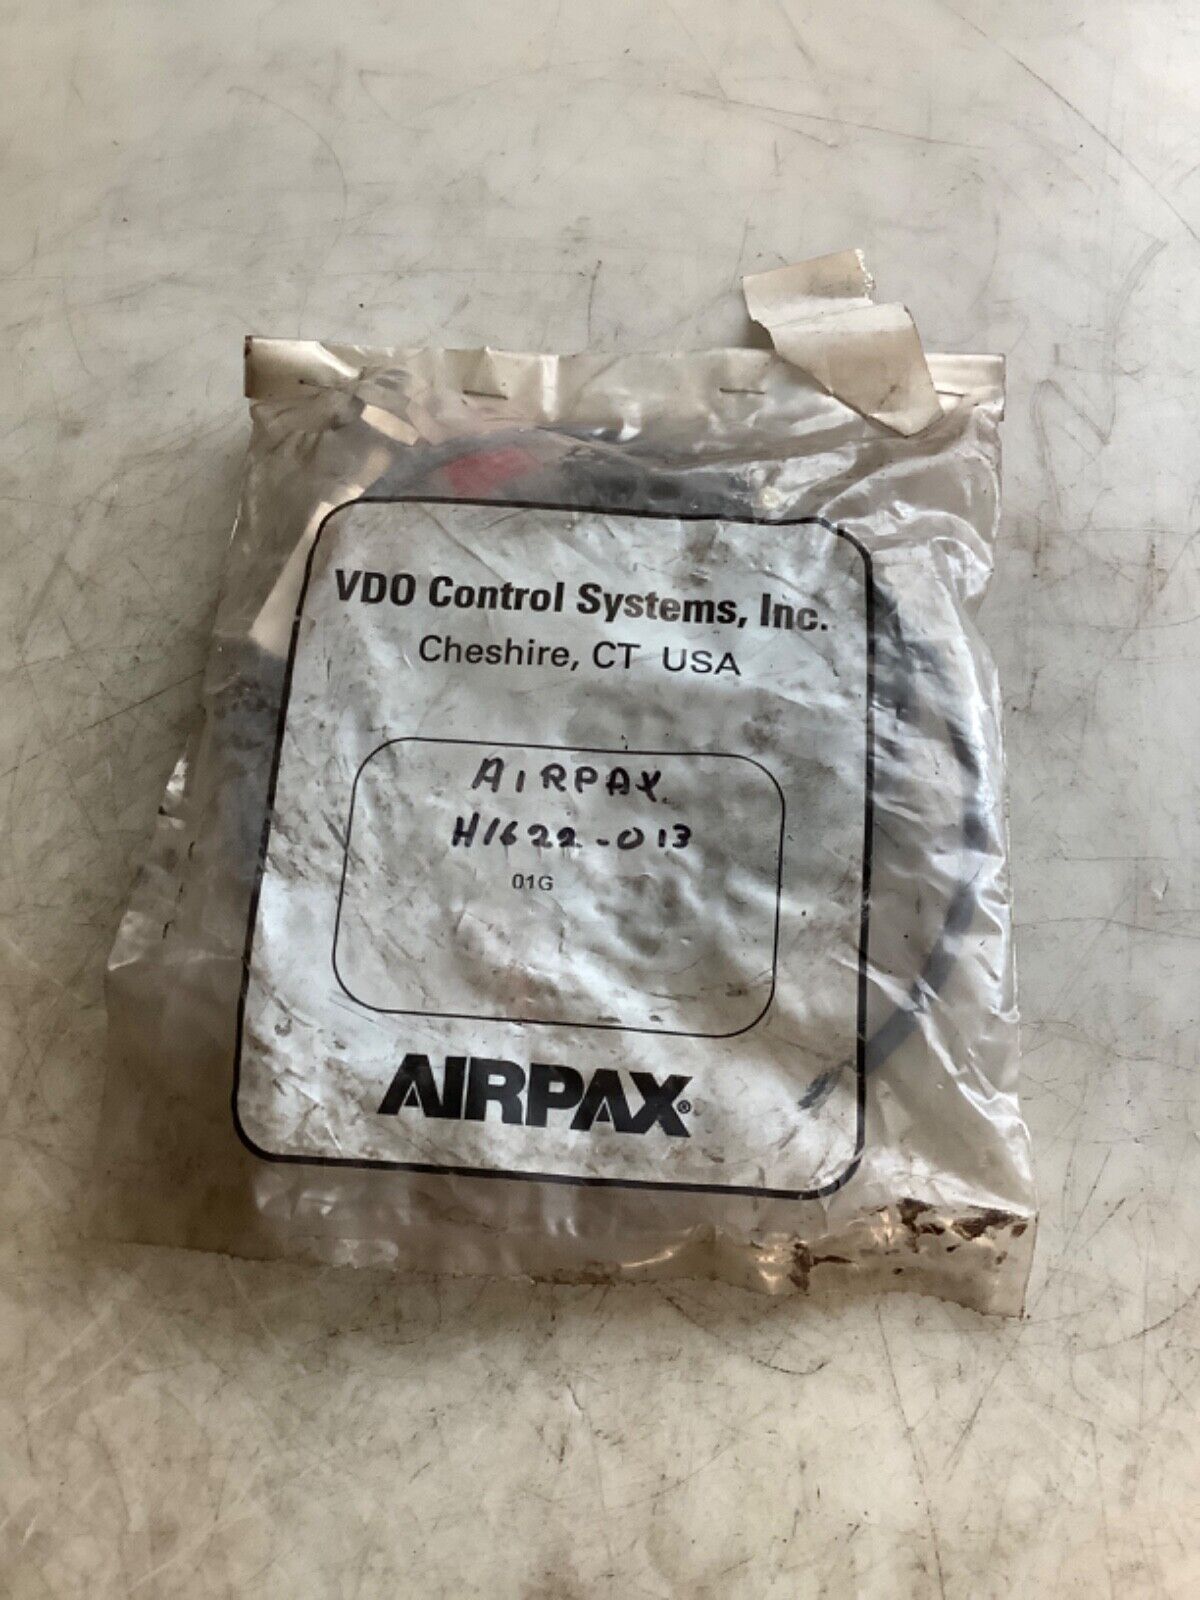 VDO Control Systems, Inc.
Cheshire, CT USA
AIRPAX
H1622-013
01G
AIRPAX®